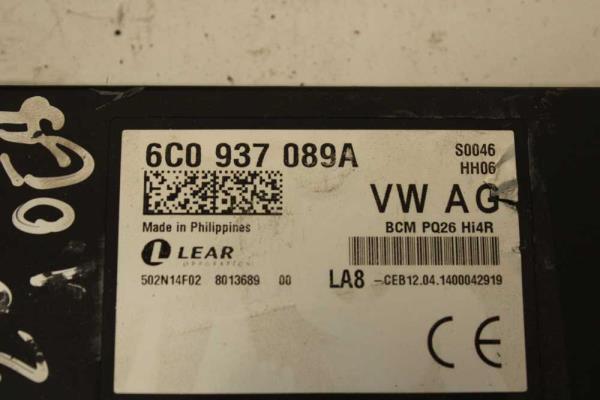 6C0 937 089A
S0046
HH06
VW AG
Made in Philippines
BCM PQ26 Hi4R
LEAR
CORPORATION
502N14F02 8013689 00
LA8 -CEB12.04.1400042919
CE